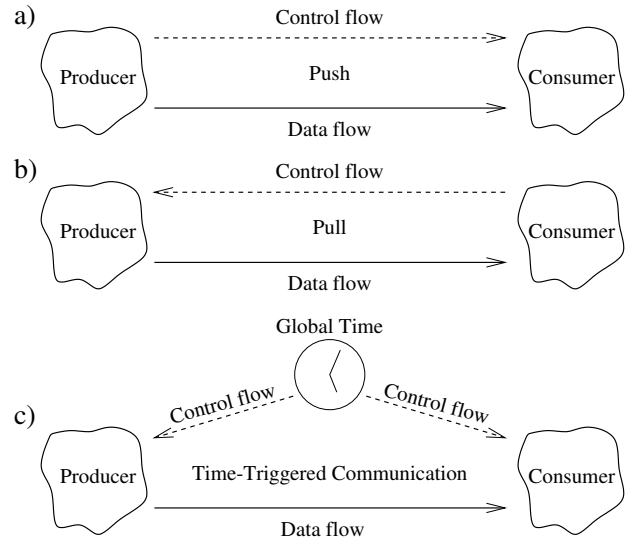 a)
Control flow
Producer
Push
Consumer
Data flow
b)
Control flow
Producer
Pull
Consumer
Data flow
Global Time
Control flow
Control flow
c)
Producer
Time-Triggered Communication
Consumer
Data flow